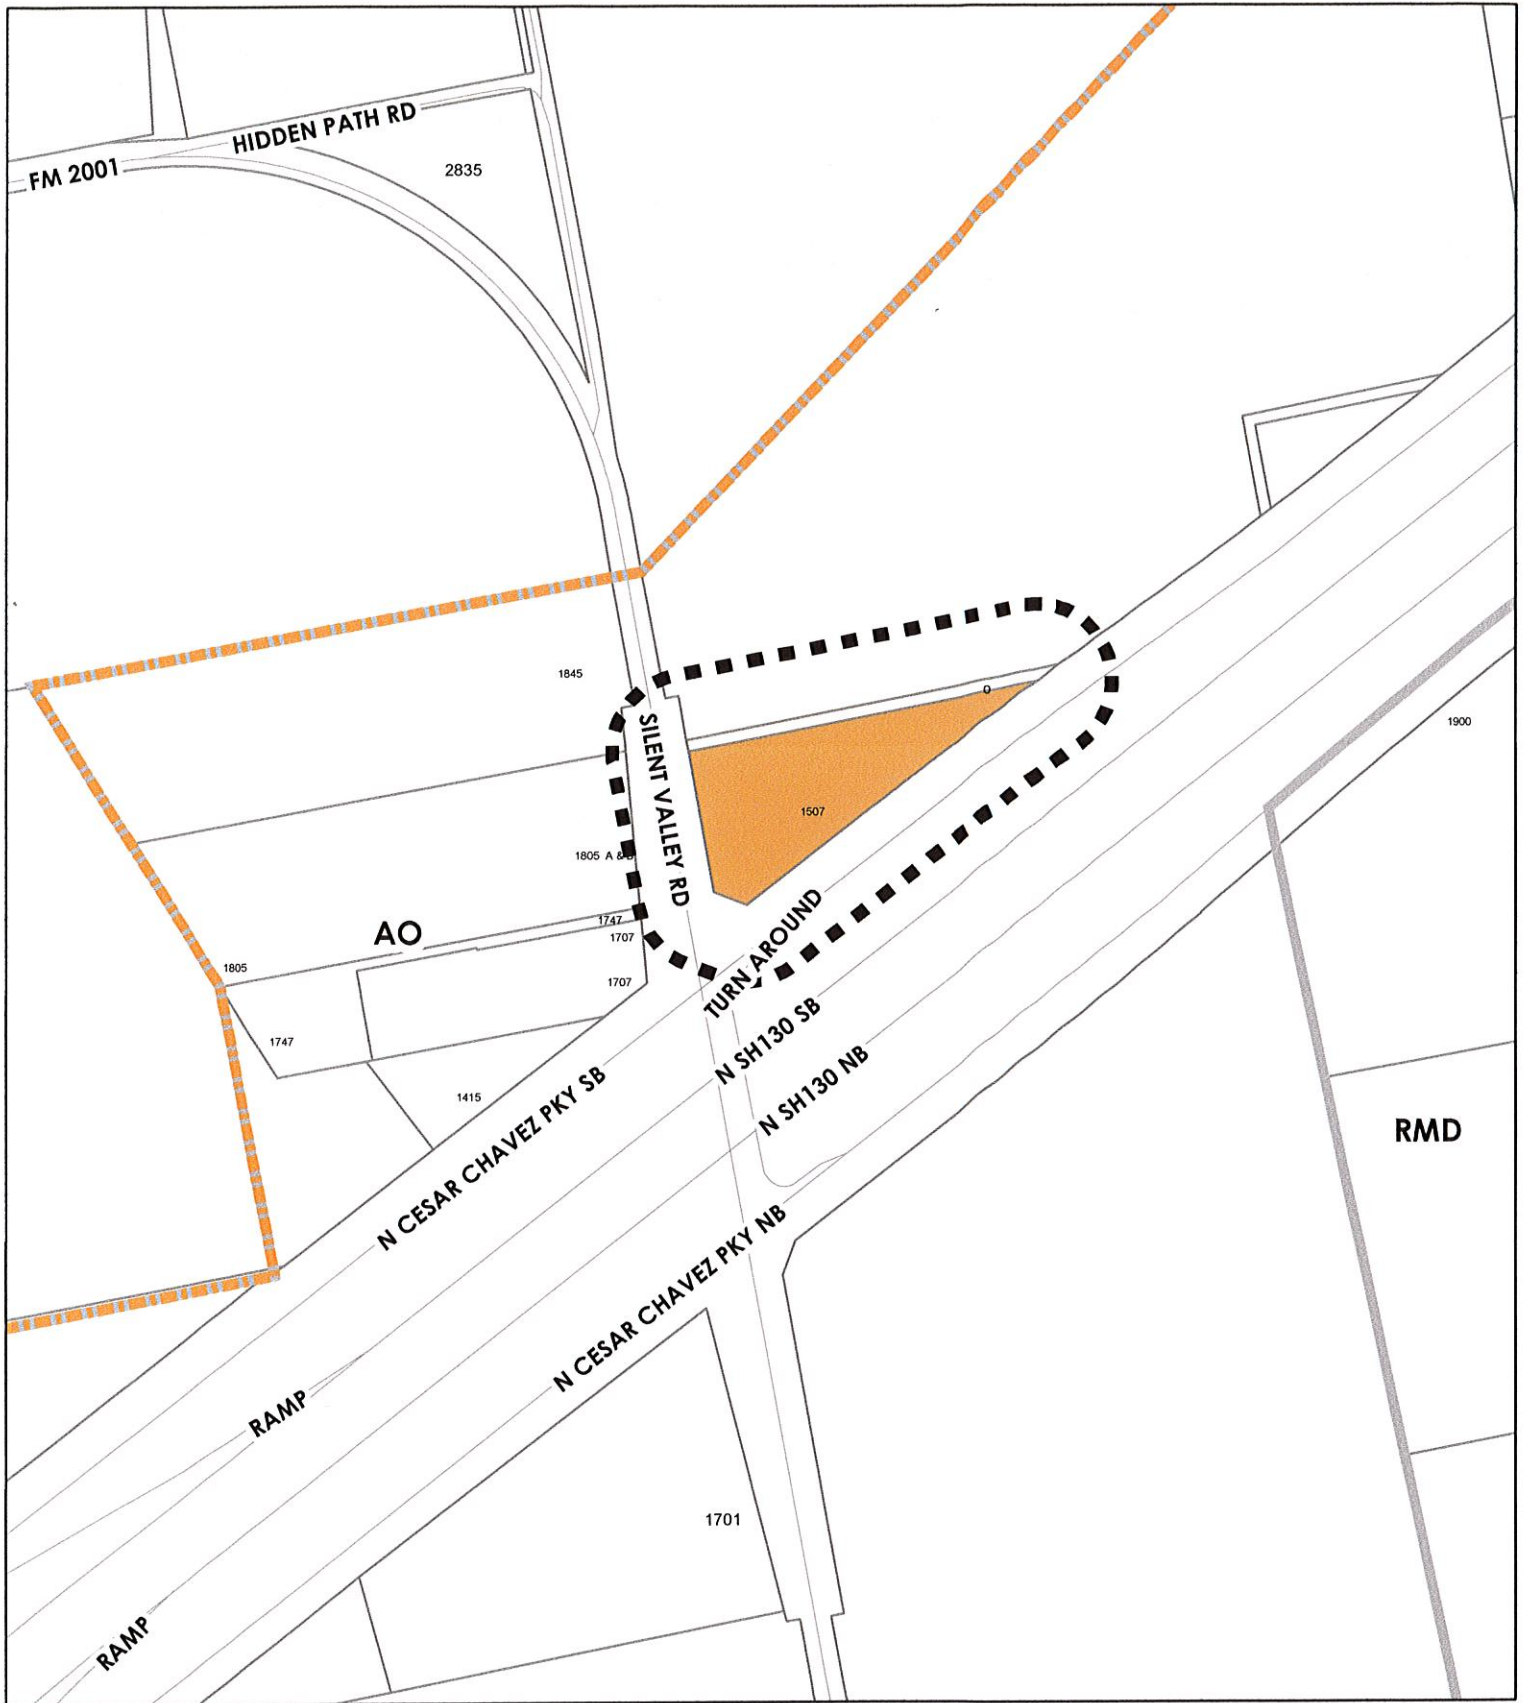 HIDDEN PATH RD
FM 2001
2835
1845
0
SILENT VALLEY RD
1900
1507
1805 A &
1747
1707
AO
1805
1707
TURN AROUND
1747
N SH130 SB
N SH130 NB
1415
N CESAR CHAVEZ PKY SB
RMD
N CESAR CHAVEZ PKY NB
RAMP
1701
RAMP